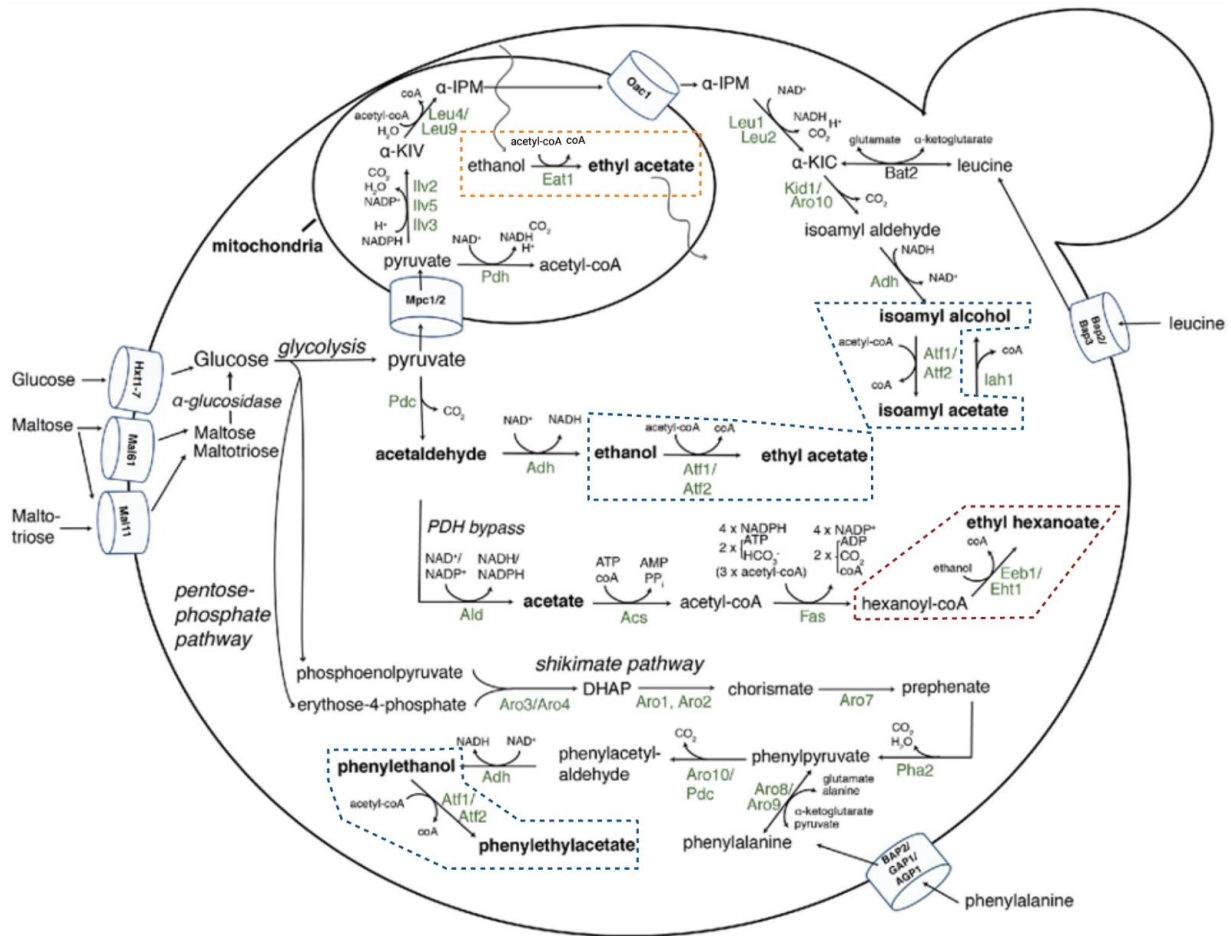 α-IPM
Oac1
α-IPM
coA
acetyl-coA
H₂O
Leu4/
Leu9
α-KIV
NAD⁺
NADH H⁺
CO₂
Leu1
Leu2
acetyl-coA coA
ethanol
ethyl acetate
Eat1
glutamate
α-ketoglutarate
α-KIC
Bat2
leucine
CO₂
H₂O
NADP⁺
Ilv2
Ilv5
Ilv3
H⁺
NADPH
Kid1/
Aro10
CO₂
isoamyl aldehyde
mitochondria
pyruvate
NAD⁺
NADH
H⁺
CO₂
Pdh
acetyl-coA
NADH
NAD⁺
Adh
Mpc1/2
isoamyl alcohol
acetyl-coA
coA
Atf1/
Atf2
coA
Iah1
isoamyl acetate
Bap2/
Bap3
leucine
Glucose
Hxt1-7
Glucose
glycolysis
pyruvate
α-glucosidase
Maltose
Mal61
Maltose
Maltotriose
Malto-
triose
Mal11
Pdc
CO₂
acetaldehyde
NAD⁺
NADH
Adh
ethanol
acetyl-coA
coA
Atf1/
Atf2
ethyl acetate
PDH bypass
NAD⁺/
NADP⁺
NADH/
NADPH
Ald
acetate
ATP
coA
AMP
PPᵢ
Acs
acetyl-coA
4 x NADPH
2 x
ATP
HCO₃⁻
(3 x acetyl-coA)
4 x NADP⁺
2 x
ADP
CO₂
coA
Fas
hexanoyl-coA
ethyl hexanoate
coA
ethanol
Eeb1/
Eht1
pentose-
phosphate
pathway
shikimate pathway
phosphoenolpyruvate
erythose-4-phosphate
Aro3/Aro4
DHAP
Aro1, Aro2
chorismate
Aro7
prephenate
CO₂
H₂O
Pha2
phenylpyruvate
CO₂
Aro10/
Pdc
phenylacetyl-
aldehyde
NADH
NAD⁺
Adh
phenylethanol
acetyl-coA
coA
Atf1/
Atf2
phenylethylacetate
Aro8/
Aro9
glutamate
alanine
α-ketoglutarate
pyruvate
phenylalanine
BAP2/
GAP1/
AGP1
phenylalanine